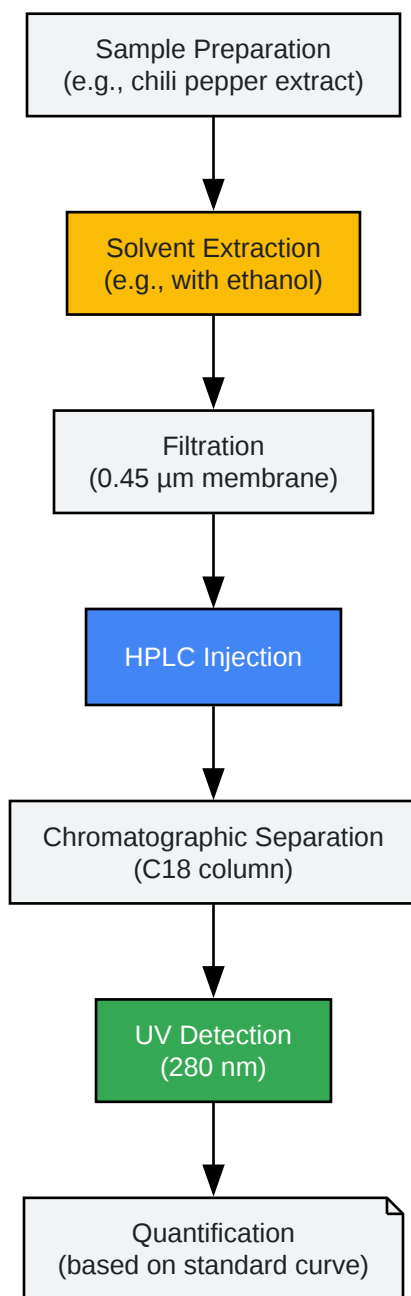 Sample Preparation
(e.g., chili pepper extract)
Solvent Extraction
(e.g., with ethanol)
Filtration
(0.45 µm membrane)
HPLC Injection
Chromatographic Separation
(C18 column)
UV Detection
(280 nm)
Quantification
(based on standard curve)